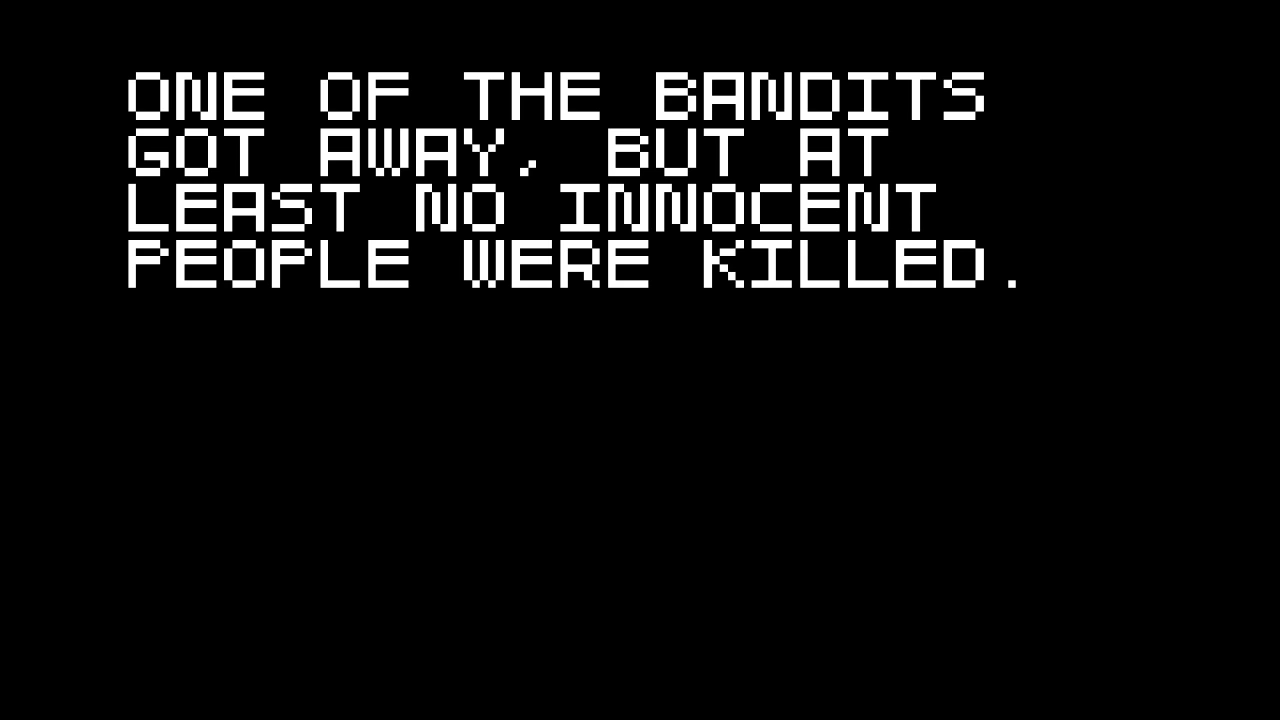 ONE OF THE BANDITS
GOT AWAY, BUT AT
LEAST NO INNOCENT
PEOPLE WERE KILLED.